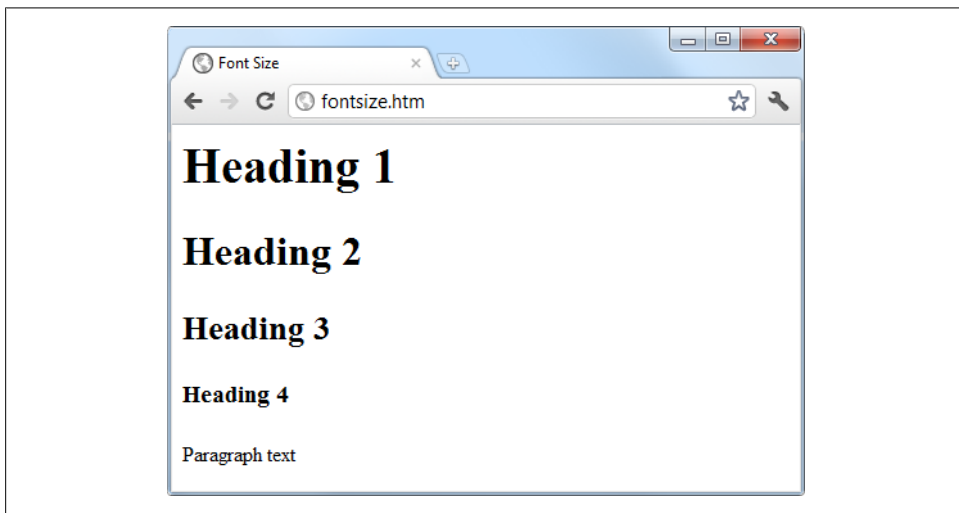 Font Size
fontsize.htm
Heading 1
Heading 2
Heading 3
Heading 4
Paragraph text